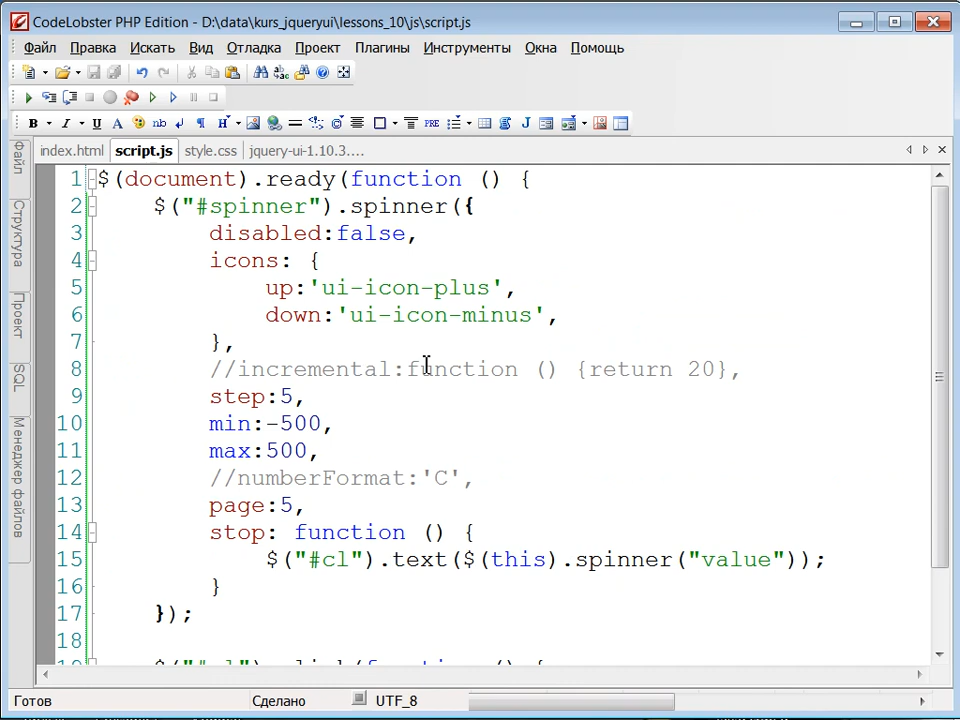 CodeLobster PHP Edition - D:\data\kurs_jqueryui\lessons_10\js\script.js
Файл Правка Искать Вид Отладка Проект Плагины Инструменты Окна Помощь
B I U A nb H PRE J
index.html script.js style.css jquery-ui-1.10.3....
Файл
Структура
Проект
SQL
Менеджер файлов
1 $(document).ready(function () {
2 $("#spinner").spinner({
3 disabled:false,
4 icons: {
5 up:'ui-icon-plus',
6 down:'ui-icon-minus',
7 },
8 //incremental:function () {return 20},
9 step:5,
10 min:-500,
11 max:500,
12 //numberFormat:'C',
13 page:5,
14 stop: function () {
15 $("#cl").text($(this).spinner("value"));
16 }
17 });
18
Готов Сделано UTF_8